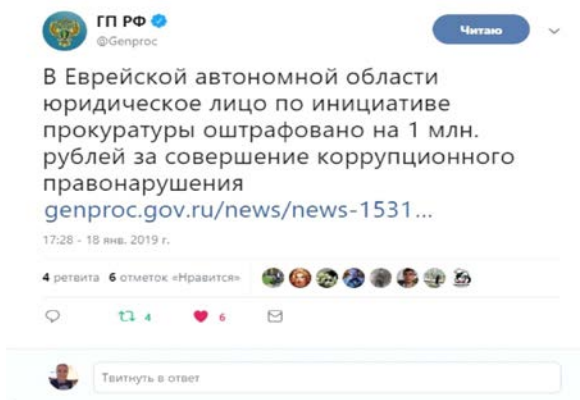 ГП РФ
@Genproc
Читаю
В Еврейской автономной области
юридическое лицо по инициативе
прокуратуры оштрафовано на 1 млн.
рублей за совершение коррупционного
правонарушения
genproc.gov.ru/news/news-1531...
17:28 - 18 янв. 2019 г.
4 ретвита 6 отметок «Нравится»
4 6
Твитнуть в ответ